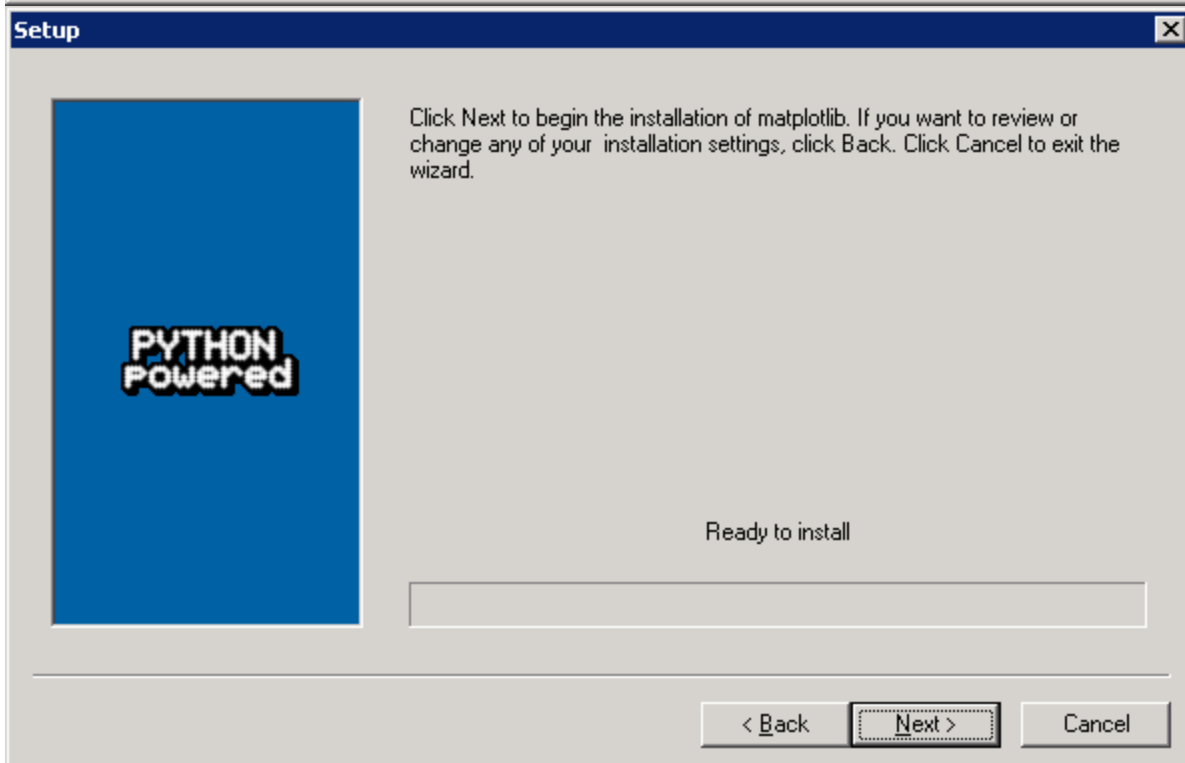 Setup
Click Next to begin the installation of matplotlib. If you want to review or
change any of your  installation settings, click Back. Click Cancel to exit the
wizard.
PYTHON
powered
Ready to install
< Back
Next >
Cancel